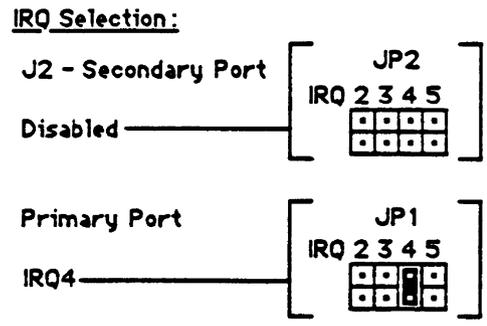 IRQ Selection:
J2 - Secondary Port
JP2
IRQ 2 3 4 5
Disabled
Primary Port
JP1
IRQ 2 3 4 5
IRQ4